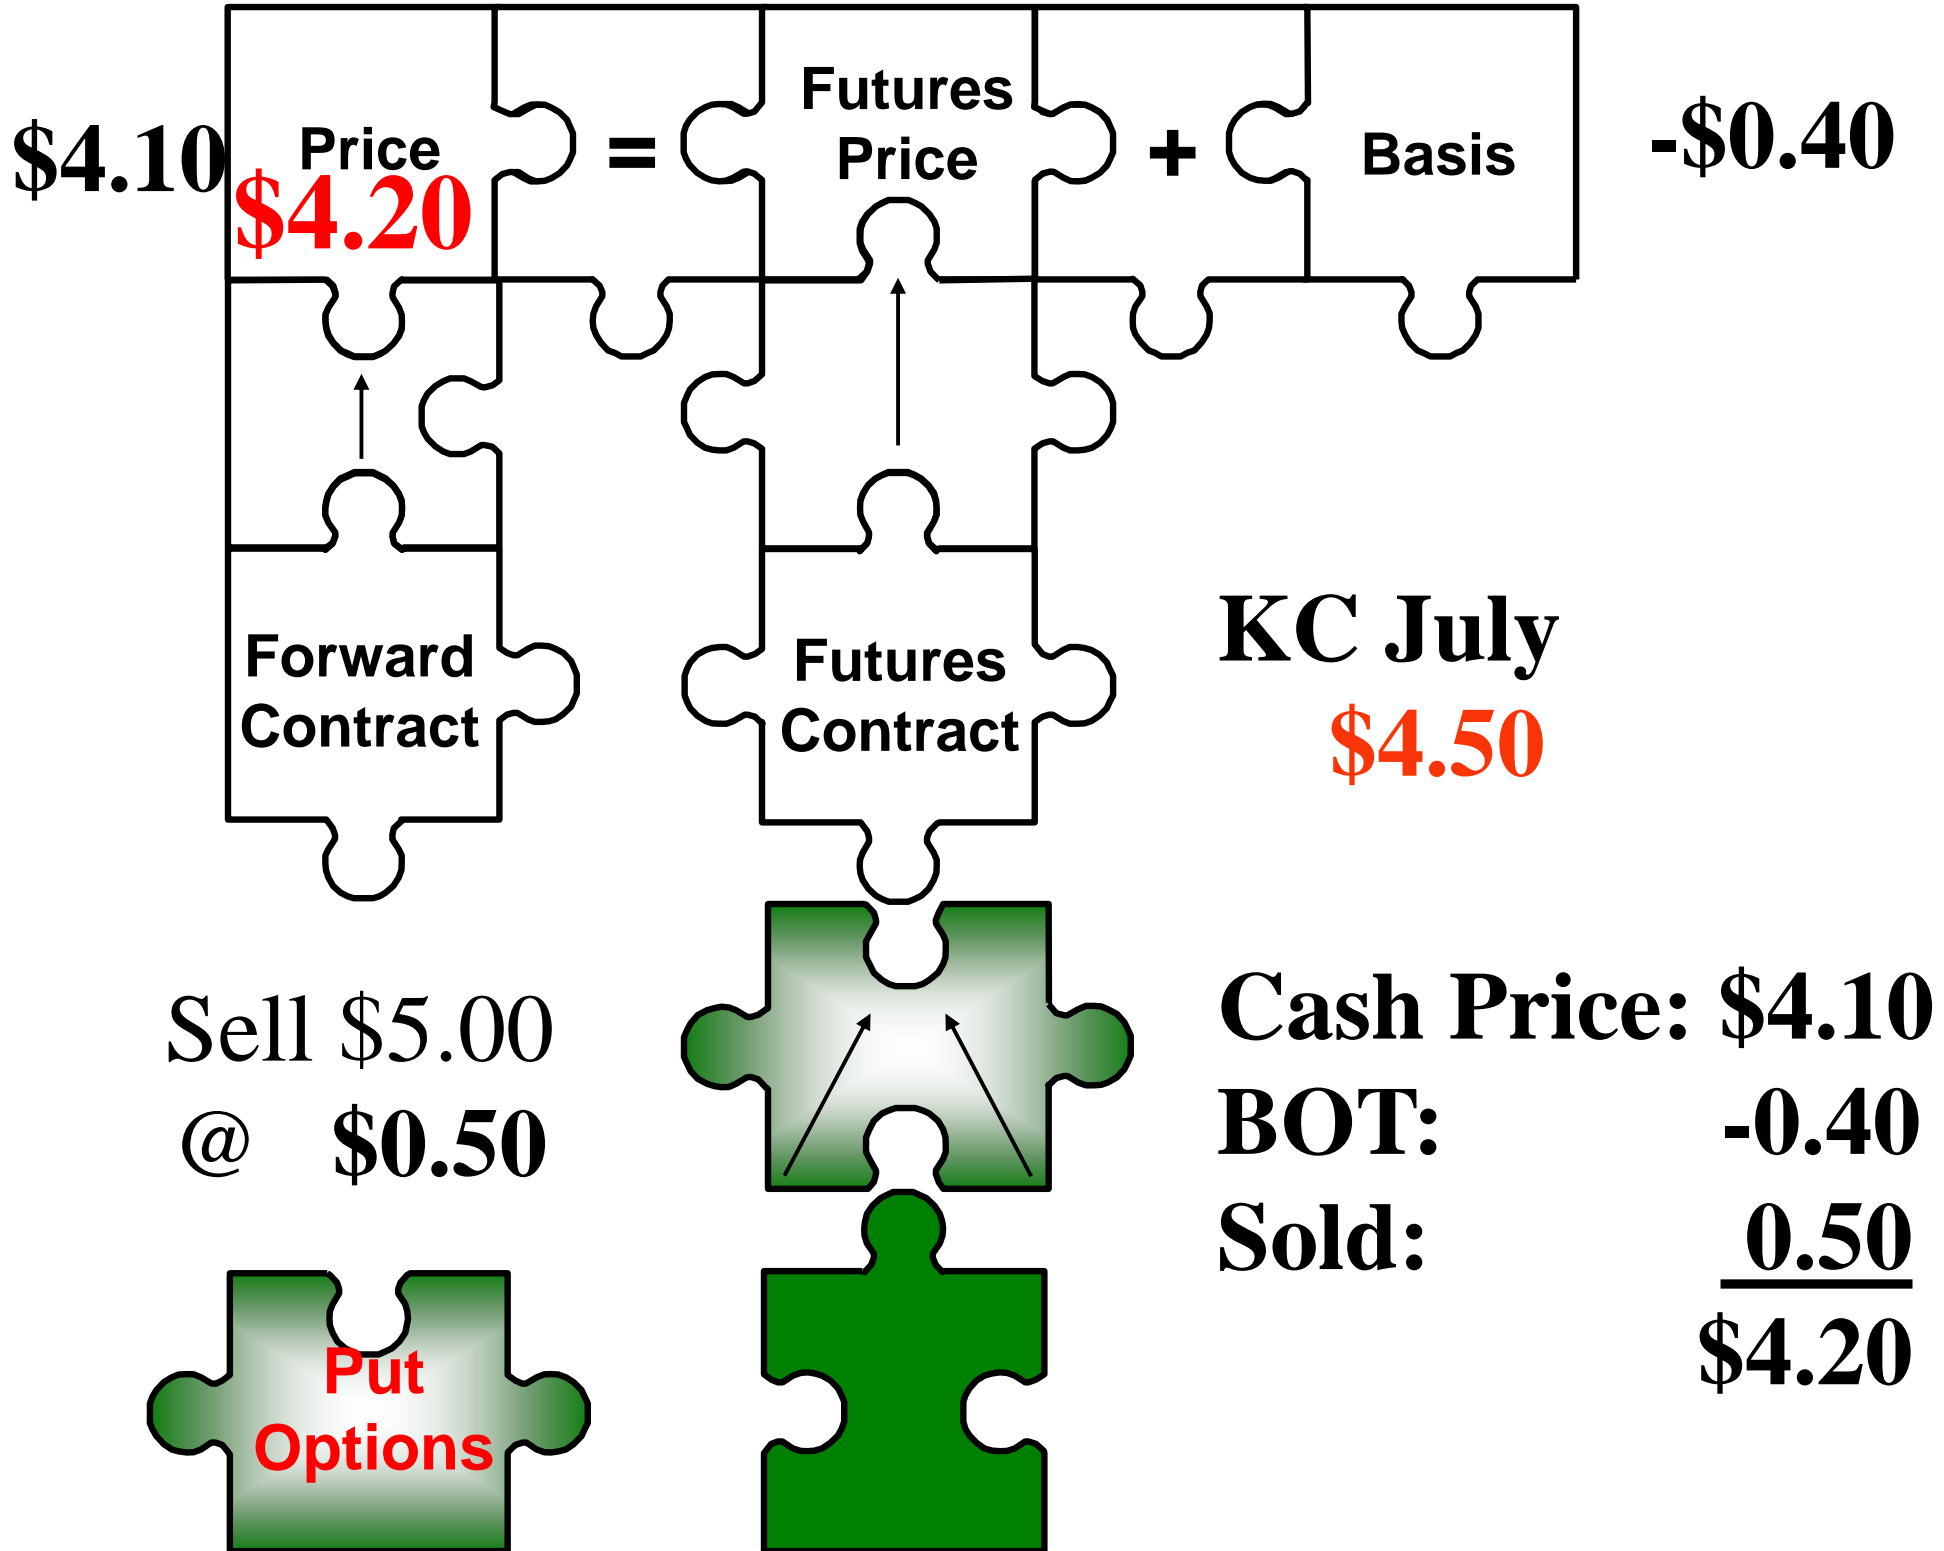 $4.10
Price
$4.20
=
Futures
Price
+
Basis
-$0.40
Forward
Contract
Futures
Contract
KC July
$4.50
Sell $5.00
@ $0.50
Put
Options
Cash Price: $4.10
BOT: -0.40
Sold: 0.50
$4.20